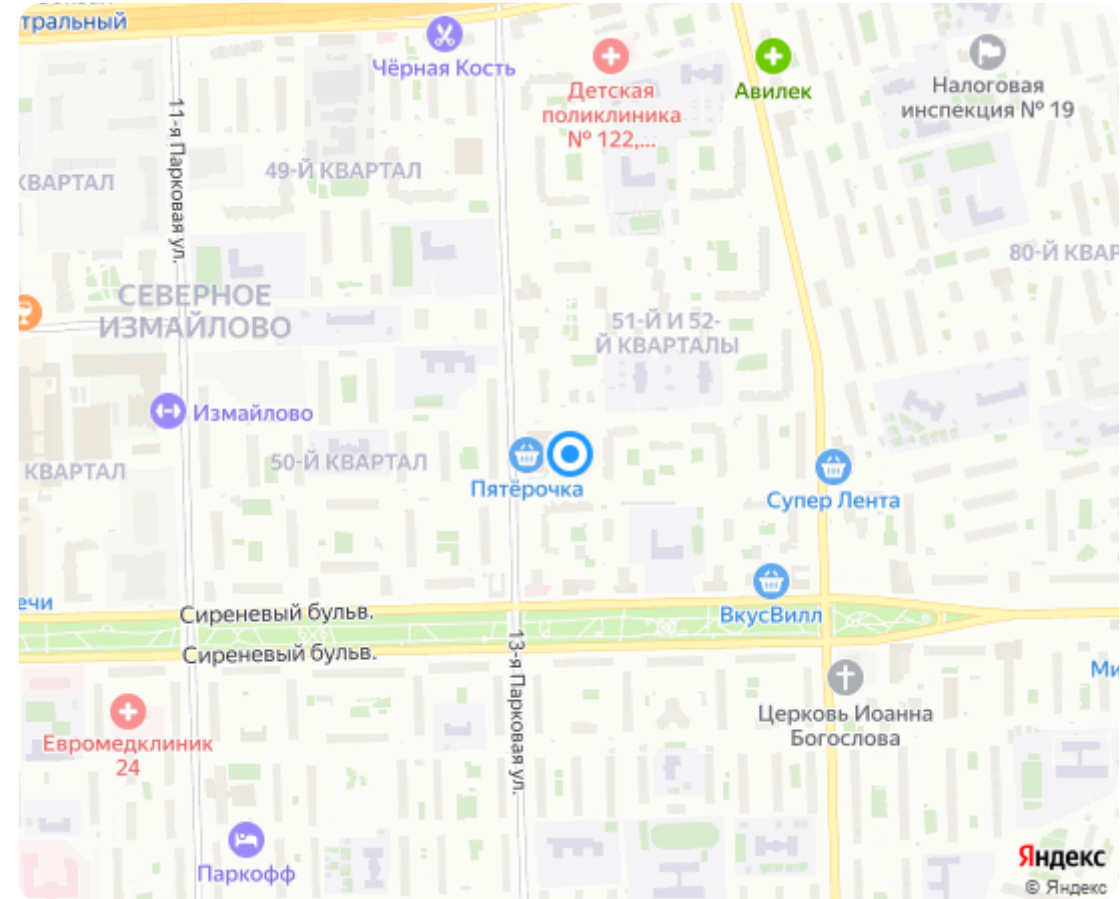 тральный
Чёрная Кость
Детская
поликлиника
№ 122,...
Авилек
Налоговая
инспекция № 19
11-я Парковая ул.
49-Й КВАРТАЛ
КВАРТАЛ
80-Й КВАР
СЕВЕРНОЕ
ИЗМАЙЛОВО
51-Й И 52-
Й КВАРТАЛЫ
Измайлово
50-Й КВАРТАЛ
КВАРТАЛ
Пятёрочка
Супер Лента
ечи
Сиреневый бульв.
ВкусВилл
Сиреневый бульв.
13-я Парковая ул.
Ми
Церковь Иоанна
Богослова
Евромедклиник
24
Паркофф
Яндекс
© Яндекс